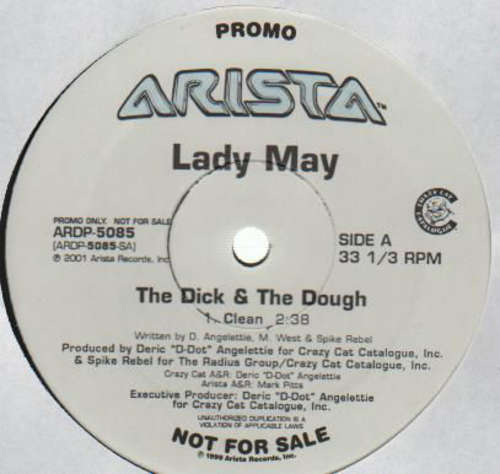 PROMO
ARISTA™
Lady May
PROMO ONLY. NOT FOR SALE
ARDP-5085
(ARDP-5085-SA)
℗ 2001 Arista Records, Inc.
CRAZY CAT CATALOGUE
SIDE A
33 1/3 RPM
The Dick & The Dough
1. Clean 2:38
Written by D. Angelettie, M. West & Spike Rebel
Produced by Deric "D-Dot" Angelettie for Crazy Cat Catalogue, Inc.
& Spike Rebel for The Radius Group/Crazy Cat Catalogue, Inc.
Crazy Cat A&R: Deric "D-Dot" Angelettie
Arista A&R: Mark Pitts
Executive Producer: Deric "D-Dot" Angelettie
for Crazy Cat Catalogue, Inc.
UNAUTHORIZED DUPLICATION IS A
VIOLATION OF APPLICABLE LAWS
NOT FOR SALE
© 1999 Arista Records, Inc.